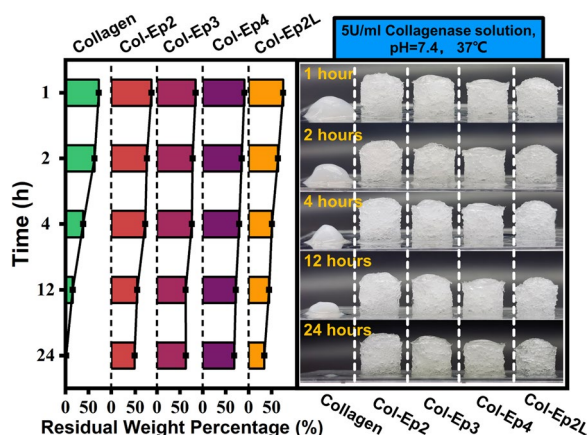 Collagen
Col-Ep2
Col-Ep3
Col-Ep4
Col-Ep2L
5U/ml Collagenase solution,
pH=7.4, 37℃
Time (h)
1
2
4
12
24
0 50 0 50 0 50 0 50 0 50
Residual Weight Percentage (%)
1 hour
2 hours
4 hours
12 hours
24 hours
Collagen
Col-Ep2
Col-Ep3
Col-Ep4
Col-Ep2L